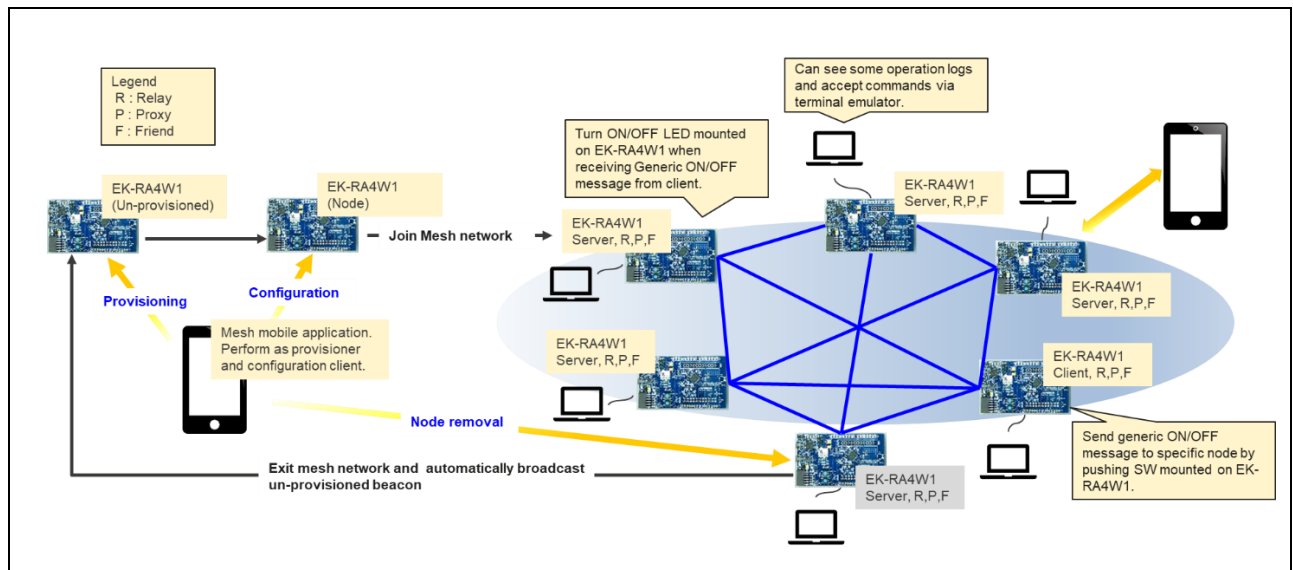 Legend
R : Relay
P : Proxy
F : Friend
EK-RA4W1
(Un-provisioned)
EK-RA4W1
(Node)
Join Mesh network
Provisioning
Configuration
Mesh mobile application.
Perform as provisioner
and configuration client.
Node removal
Exit mesh network and automatically broadcast
un-provisioned beacon
Turn ON/OFF LED mounted
on EK-RA4W1 when
receiving Generic ON/OFF
message from client.
Can see some operation logs
and accept commands via
terminal emulator.
EK-RA4W1
Server, R,P,F
EK-RA4W1
Server, R,P,F
EK-RA4W1
Server, R,P,F
EK-RA4W1
Server, R,P,F
EK-RA4W1
Client, R,P,F
EK-RA4W1
Server, R,P,F
Send generic ON/OFF
message to specific node by
pushing SW mounted on EK-
RA4W1.